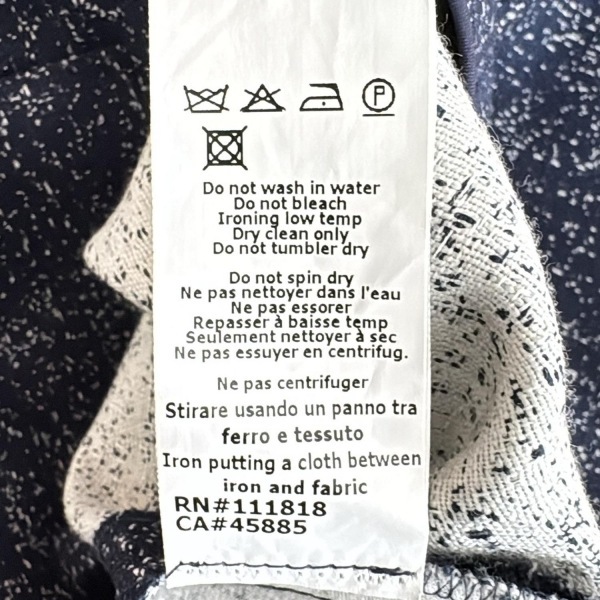 P
Do not wash in water
Do not bleach
Ironing low temp
Dry clean only
Do not tumbler dry
Do not spin dry
Ne pas nettoyer dans l'eau
Ne pas essorer
Repasser à baisse temp
Seulement nettoyer à sec
Ne pas essuyer en centrifug.
Ne pas centrifuger
Stirare usando un panno tra
ferro e tessuto
Iron putting a cloth between
iron and fabric
RN#111818
CA#45885